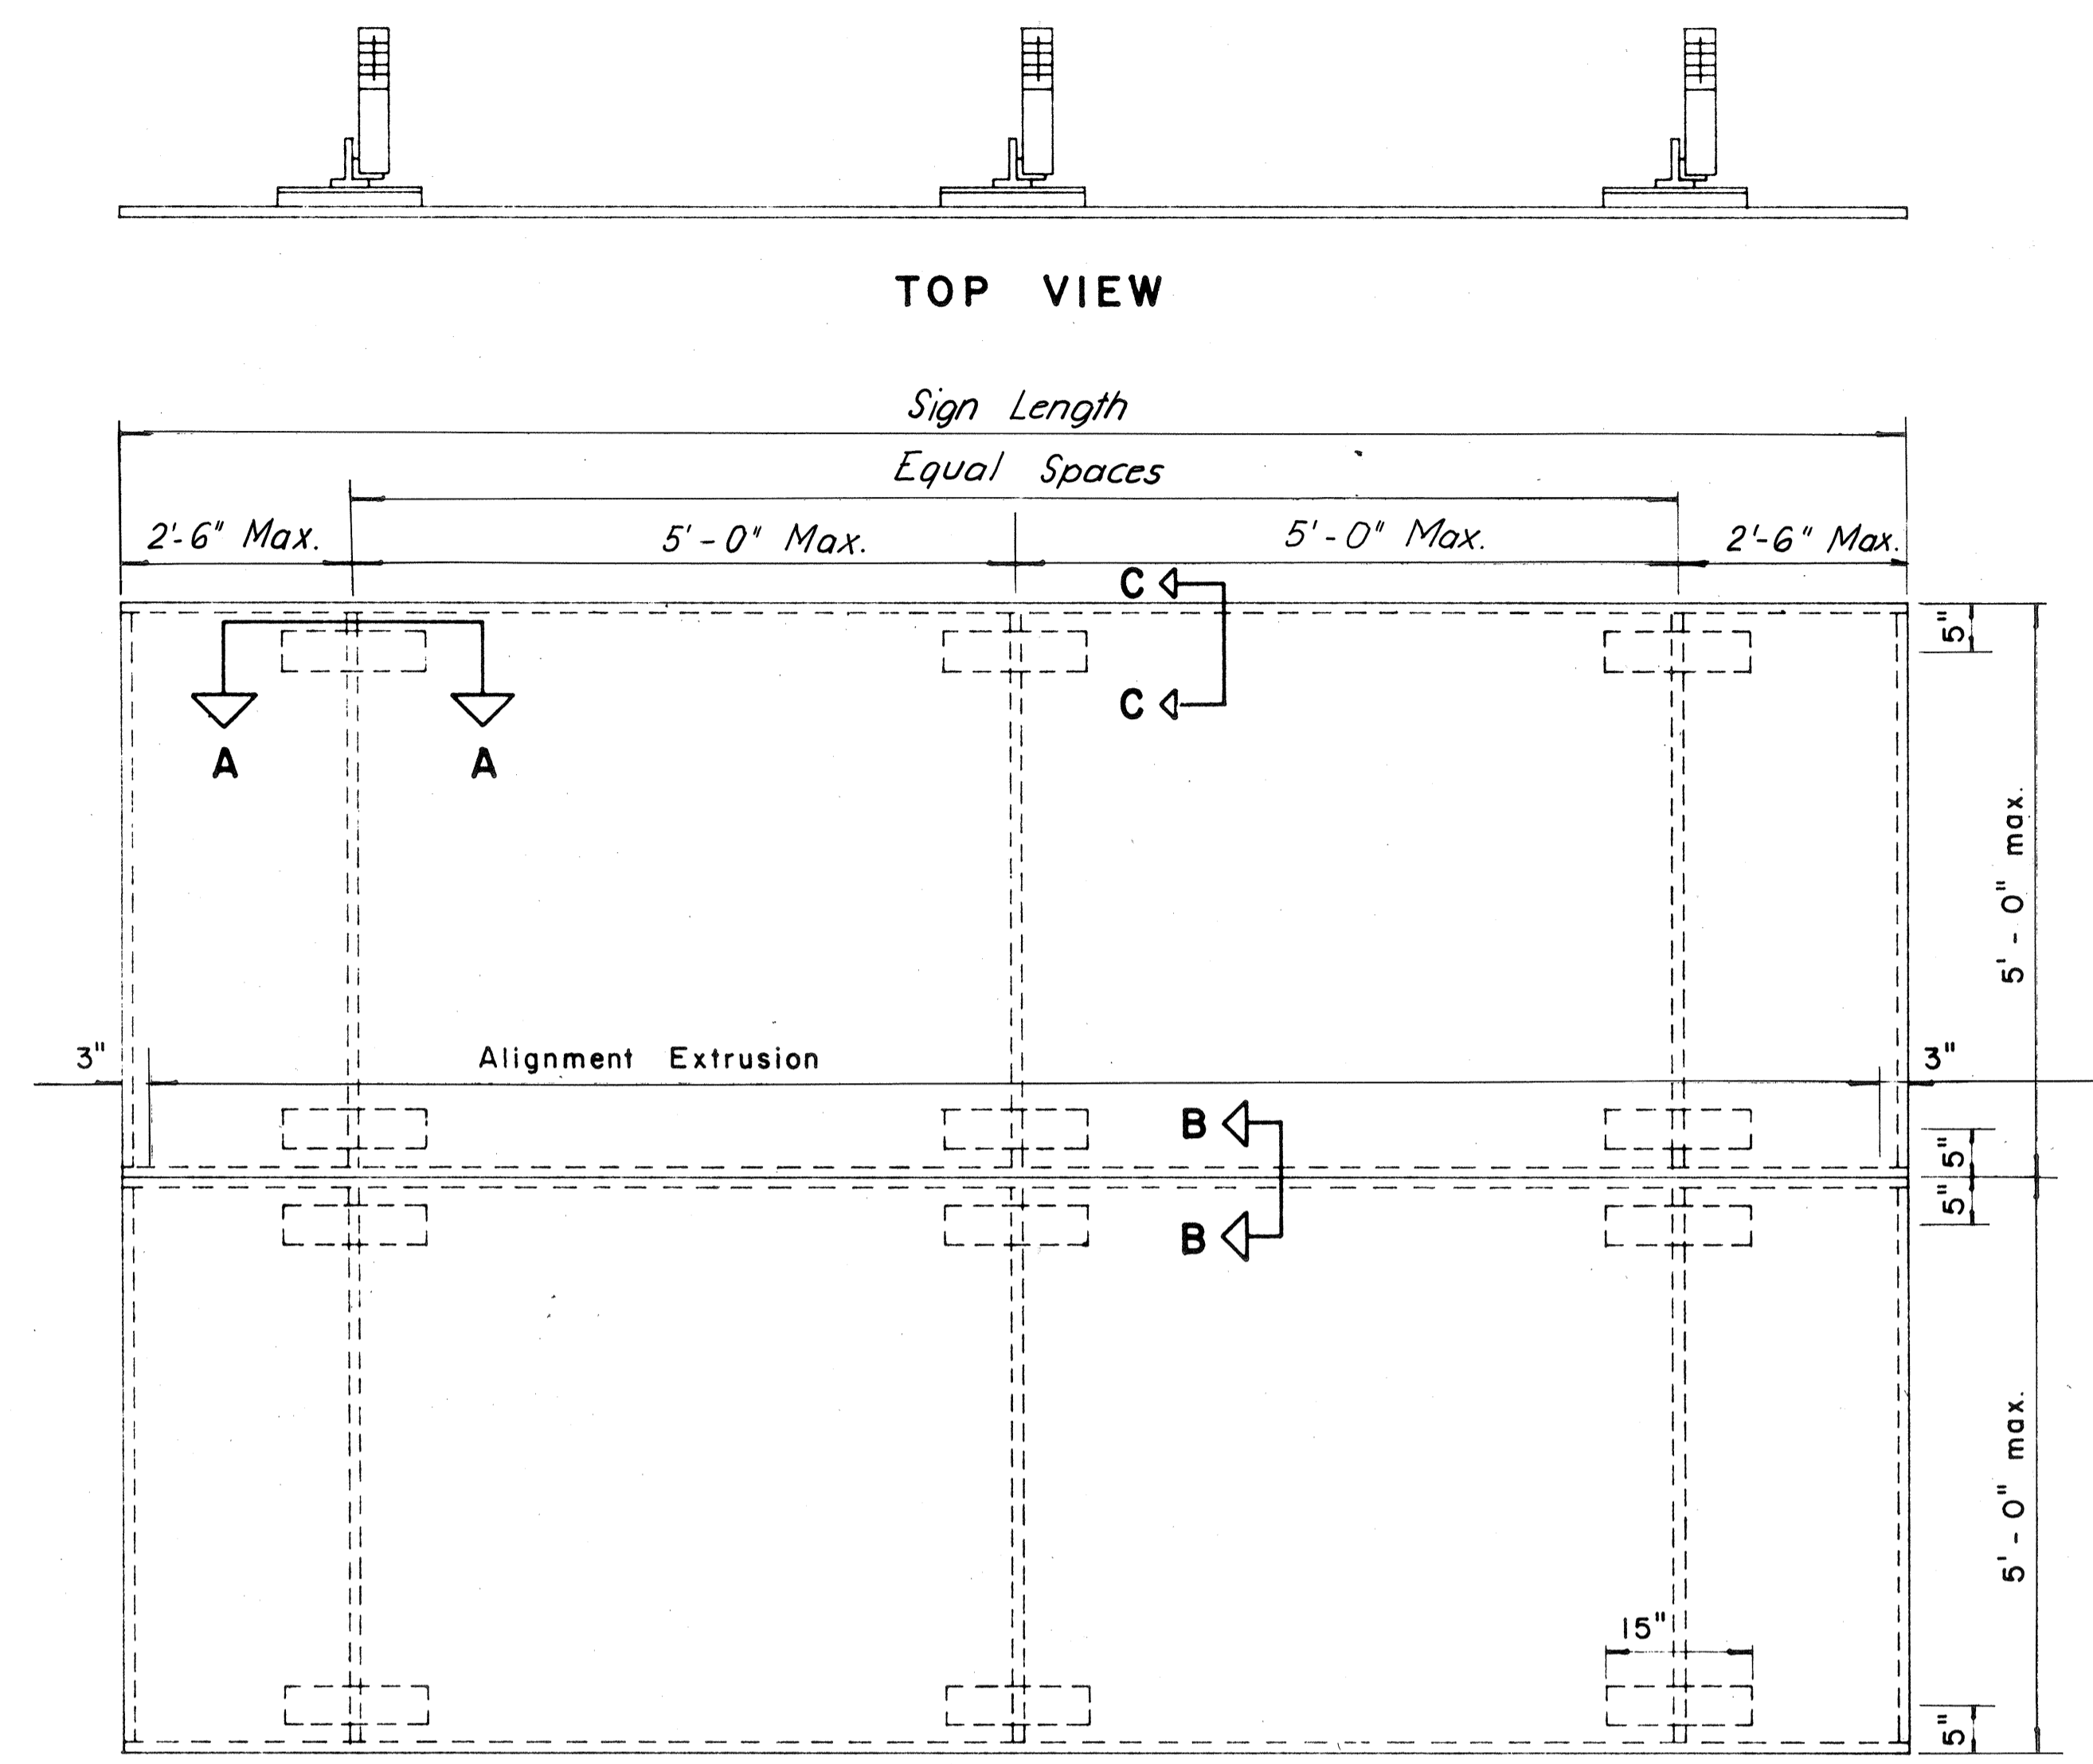 TOP VIEW
Sign Length
Equal Spaces
2'-6" Max.
5'-0" Max.
5'-0" Max.
2'-6" Max.
C
5"
C
A
A
5'-0" max.
3"
Alignment Extrusion
3"
B
5"
5"
B
5'-0" max.
15"
5"